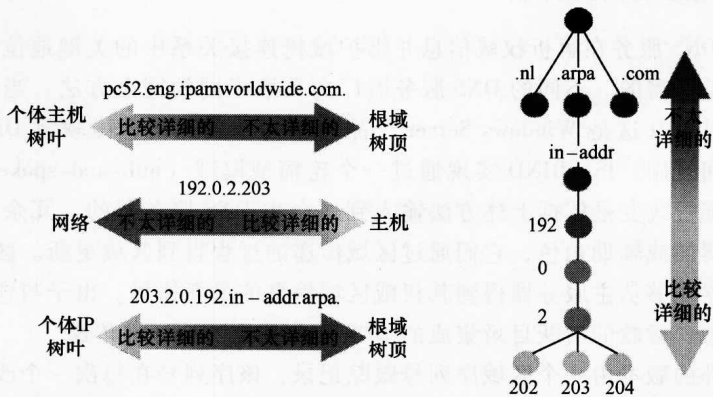 pc52.eng.ipamworldwide.com.
个体主机
树叶
比较详细的
不太详细的
根域
树顶
192.0.2.203
网络
不太详细的
比较详细的
主机
203.2.0.192.in-addr.arpa.
个体IP
树叶
比较详细的
不太详细的
根域
树顶
.nl
.arpa
.com
in-addr
192
0
2
202
203
204
不太
详细的
比较
详细的